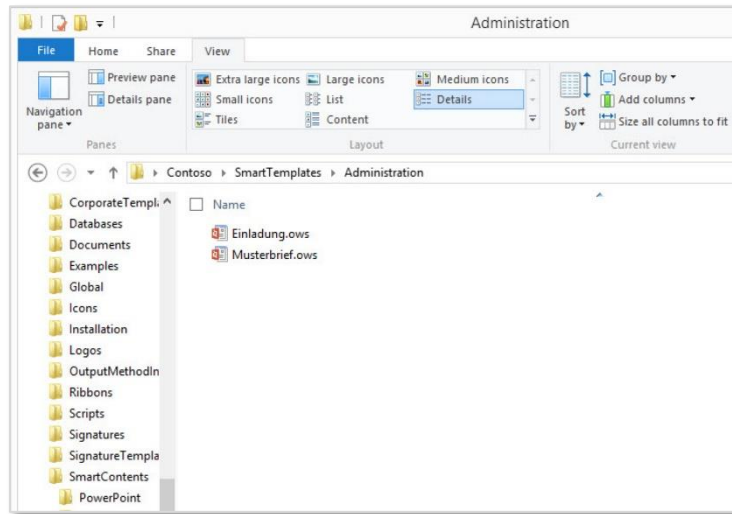 Administration
File Home Share View
Navigation pane
Preview pane
Details pane
Panes
Extra large icons Large icons Medium icons
Small icons List Details
Tiles Content
Layout
Sort by
Group by
Add columns
Size all columns to fit
Current view
Contoso SmartTemplates Administration
CorporateTempl
Databases
Documents
Examples
Global
Icons
Installation
Logos
OutputMethodIn
Ribbons
Scripts
Signatures
SignatureTempla
SmartContents
PowerPoint
Name
Einladung.ows
Musterbrief.ows